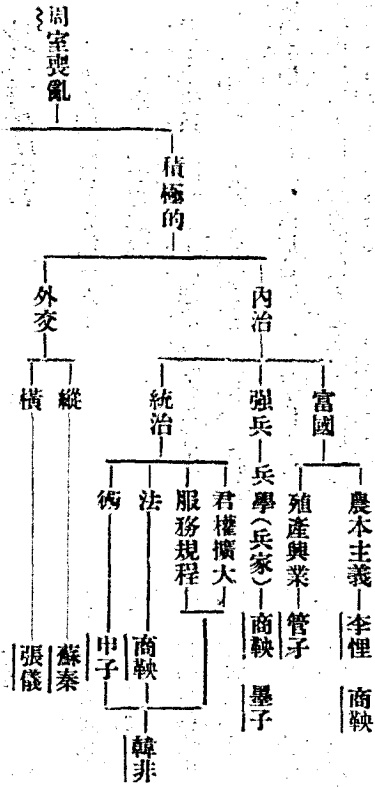 周室喪亂
積極的
內治
富國
農本主義
李悝
商鞅
殖產興業
管子
强兵
兵學(兵家)
商鞅
墨子
統治
君權擴大
服務規程
法
商鞅
術
申子
韓非
外交
縱
蘇秦
橫
張儀